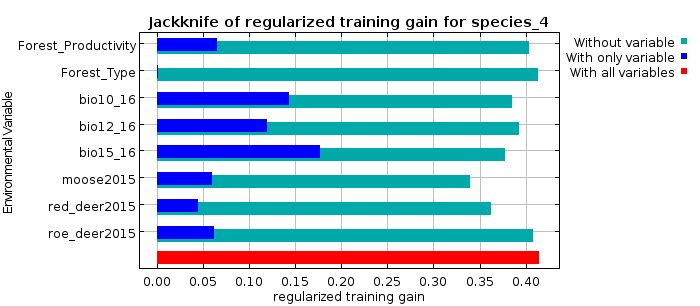 Jackknife of regularized training gain for species_4
Without variable
With only variable
With all variables
Environmental Variable
Forest_Productivity
Forest_Type
bio10_16
bio12_16
bio15_16
moose2015
red_deer2015
roe_deer2015
0.00 0.05 0.10 0.15 0.20 0.25 0.30 0.35 0.40
regularized training gain